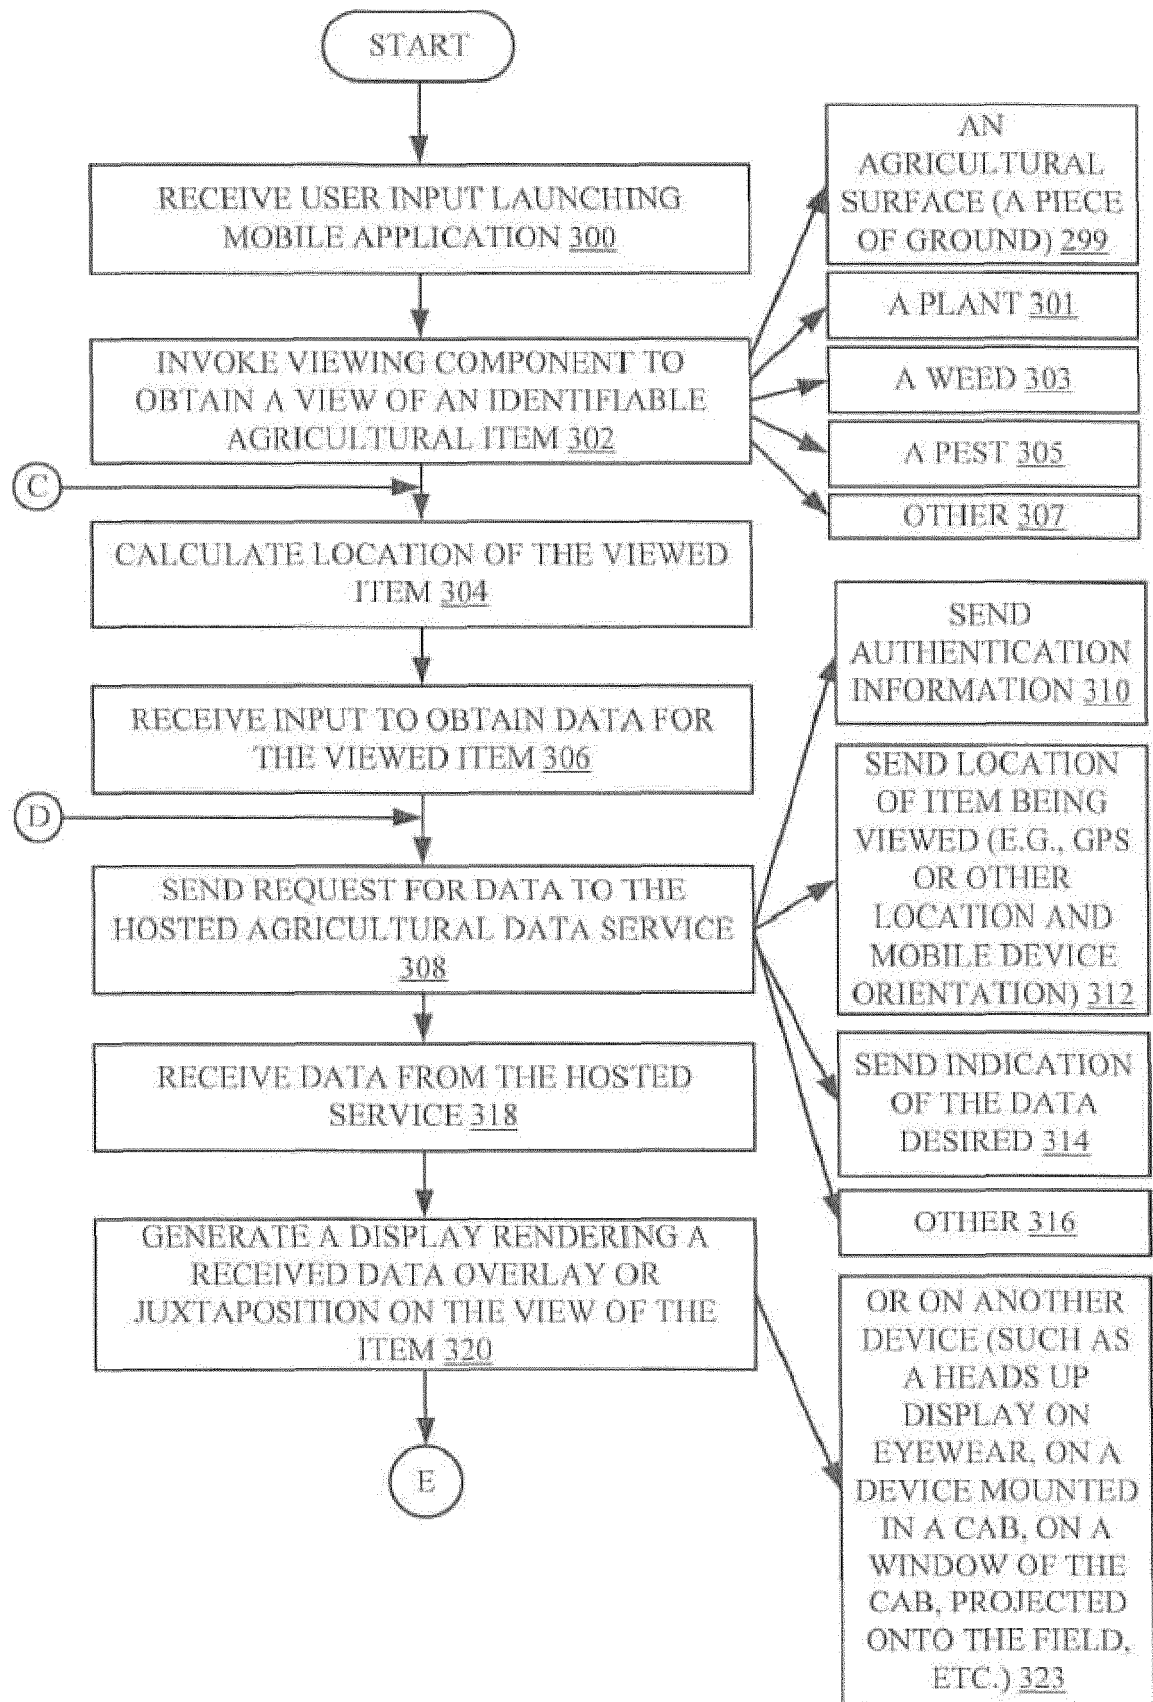 START
RECEIVE USER INPUT LAUNCHING
MOBILE APPLICATION 300
INVOKE VIEWING COMPONENT TO
OBTAIN A VIEW OF AN IDENTIFIABLE
AGRICULTURAL ITEM 302
AN
AGRICULTURAL
SURFACE (A PIECE
OF GROUND) 299
A PLANT 301
A WEED 303
A PEST 305
OTHER 307
C
CALCULATE LOCATION OF THE VIEWED
ITEM 304
RECEIVE INPUT TO OBTAIN DATA FOR
THE VIEWED ITEM 306
D
SEND REQUEST FOR DATA TO THE
HOSTED AGRICULTURAL DATA SERVICE
308
SEND
AUTHENTICATION
INFORMATION 310
SEND LOCATION
OF ITEM BEING
VIEWED (E.G., GPS
OR OTHER
LOCATION AND
MOBILE DEVICE
ORIENTATION) 312
SEND INDICATION
OF THE DATA
DESIRED 314
OTHER 316
RECEIVE DATA FROM THE HOSTED
SERVICE 318
GENERATE A DISPLAY RENDERING A
RECEIVED DATA OVERLAY OR
JUXTAPOSITION ON THE VIEW OF THE
ITEM 320
OR ON ANOTHER
DEVICE (SUCH AS
A HEADS UP
DISPLAY ON
EYEWEAR, ON A
DEVICE MOUNTED
IN A CAB, ON A
WINDOW OF THE
CAB, PROJECTED
ONTO THE FIELD,
ETC.) 323
E